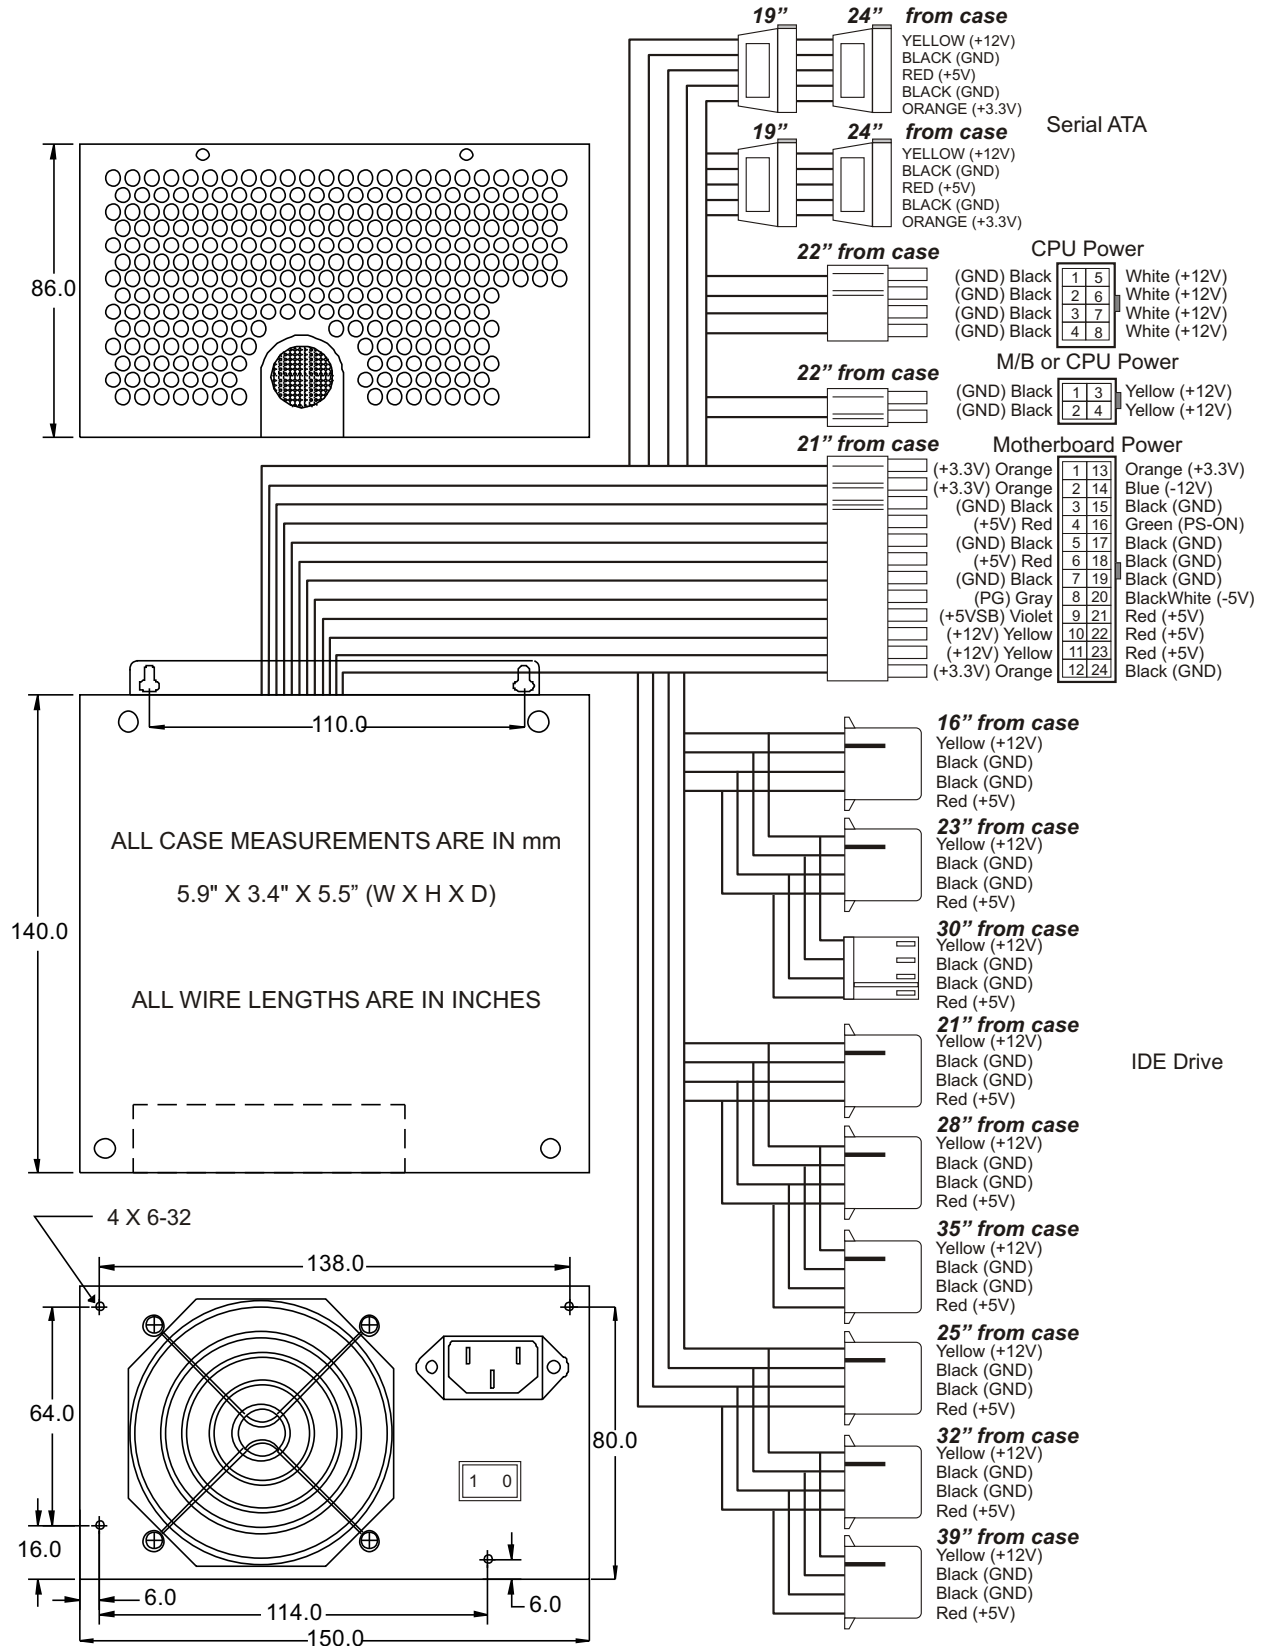 19” 24” from case
YELLOW (+12V)
BLACK (GND)
RED (+5V)
BLACK (GND)
ORANGE (+3.3V)
Serial ATA
19” 24” from case
YELLOW (+12V)
BLACK (GND)
RED (+5V)
BLACK (GND)
ORANGE (+3.3V)
22” from case
CPU Power
(GND) Black 1 5 White (+12V)
(GND) Black 2 6 White (+12V)
(GND) Black 3 7 White (+12V)
(GND) Black 4 8 White (+12V)
M/B or CPU Power
22” from case
(GND) Black 1 3 Yellow (+12V)
(GND) Black 2 4 Yellow (+12V)
21” from case
Motherboard Power
(+3.3V) Orange 1 13 Orange (+3.3V)
(+3.3V) Orange 2 14 Blue (-12V)
(GND) Black 3 15 Black (GND)
(+5V) Red 4 16 Green (PS-ON)
(GND) Black 5 17 Black (GND)
(+5V) Red 6 18 Black (GND)
(GND) Black 7 19 Black (GND)
(PG) Gray 8 20 BlackWhite (-5V)
(+5VSB) Violet 9 21 Red (+5V)
(+12V) Yellow 10 22 Red (+5V)
(+12V) Yellow 11 23 Red (+5V)
(+3.3V) Orange 12 24 Black (GND)
86.0
110.0
ALL CASE MEASUREMENTS ARE IN mm
5.9" X 3.4" X 5.5” (W X H X D)
140.0
ALL WIRE LENGTHS ARE IN INCHES
16” from case
Yellow (+12V)
Black (GND)
Black (GND)
Red (+5V)
23” from case
Yellow (+12V)
Black (GND)
Black (GND)
Red (+5V)
30” from case
Yellow (+12V)
Black (GND)
Black (GND)
Red (+5V)
21” from case
Yellow (+12V)
Black (GND)
Black (GND)
Red (+5V)
IDE Drive
28” from case
Yellow (+12V)
Black (GND)
Black (GND)
Red (+5V)
35” from case
Yellow (+12V)
Black (GND)
Black (GND)
Red (+5V)
25” from case
Yellow (+12V)
Black (GND)
Black (GND)
Red (+5V)
32” from case
Yellow (+12V)
Black (GND)
Black (GND)
Red (+5V)
39” from case
Yellow (+12V)
Black (GND)
Black (GND)
Red (+5V)
4 X 6-32
138.0
64.0
80.0
1 0
16.0
6.0
114.0
6.0
150.0